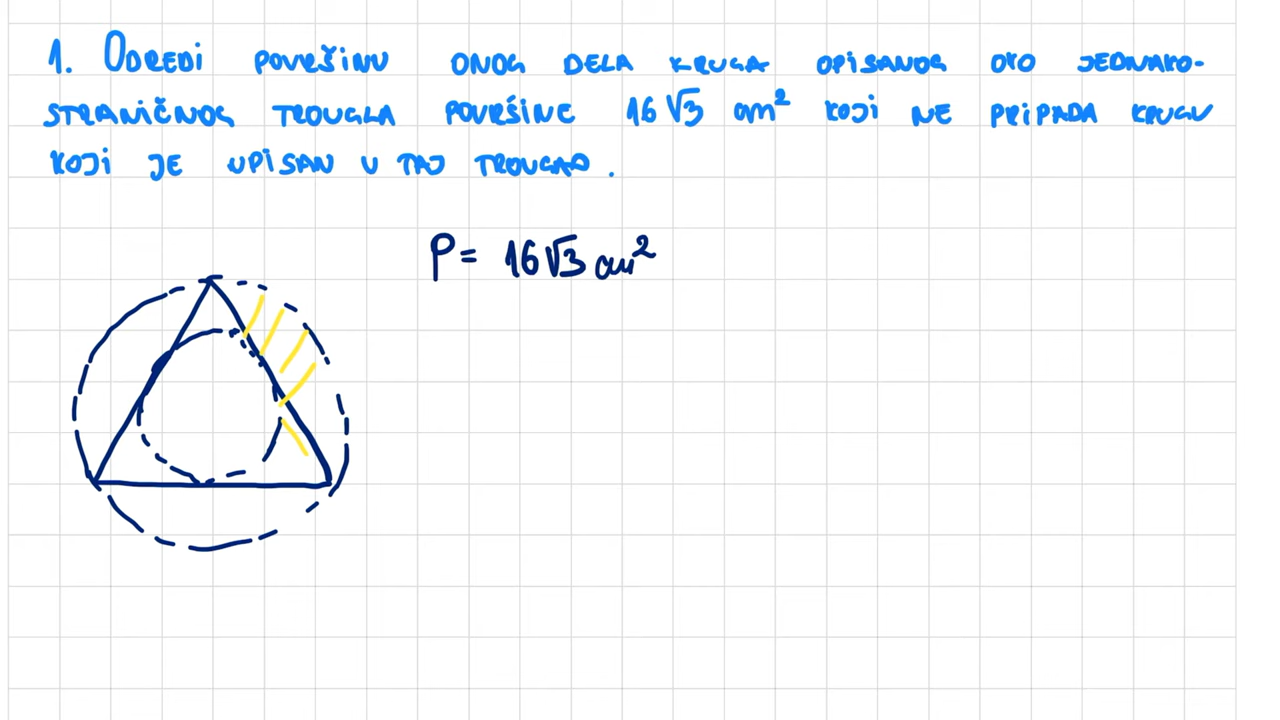 1. ODREDI POVRŠINU ONOG DELA KRUGA OPISANOG OKO JEDNAKO-
STRANIČNOG TROUGLA POVRŠINE 16√3 cm² KOJI NE PRIPADA KRUGU
KOJI JE UPISAN U TAJ TROUGAO.
P = 16√3 cm²